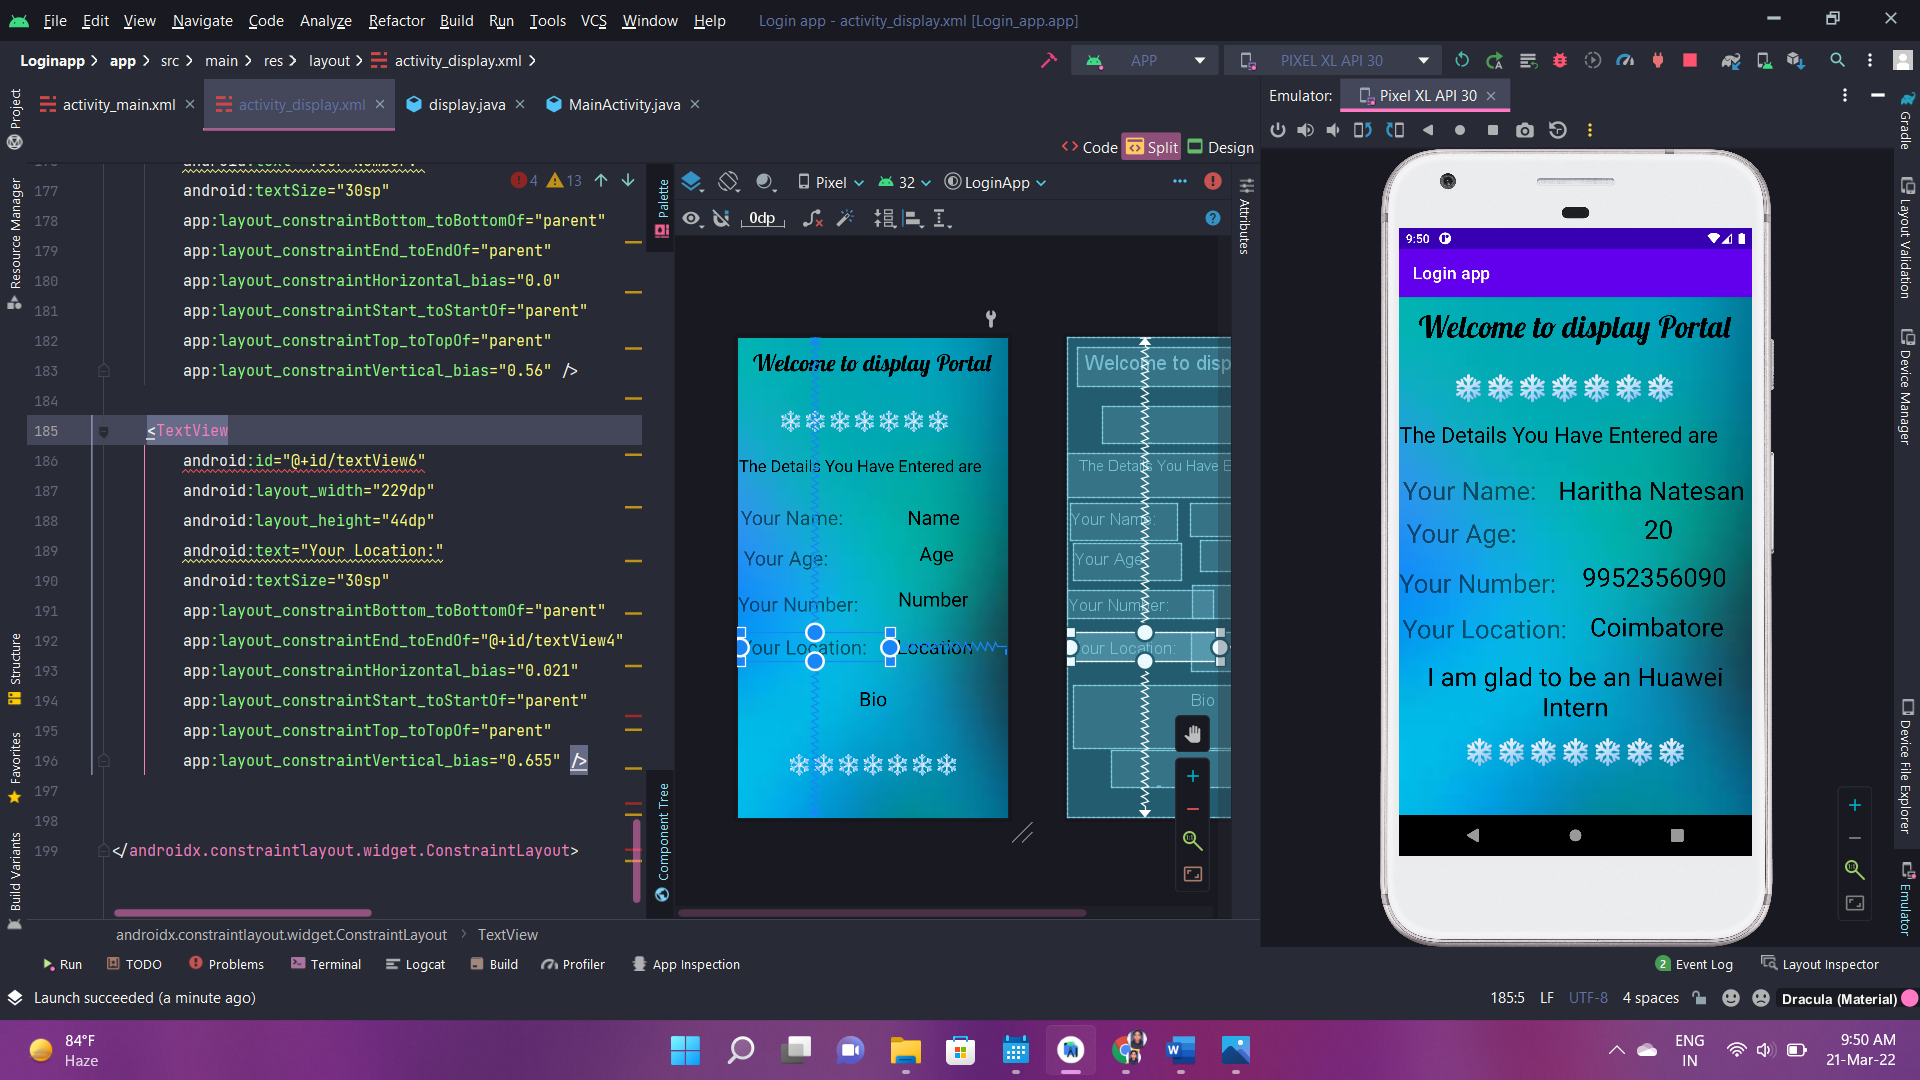 File Edit View Navigate Code Analyze Refactor Build Run Tools VCS Window Help Login app - activity_display.xml [Login_app.app]
Loginapp app src main res layout activity_display.xml
APP PIXEL XL API 30
activity_main.xml activity_display.xml display.java MainActivity.java
Emulator: Pixel XL API 30
Code Split Design
Project
Resource Manager
Structure
Favorites
Build Variants
4 13
177 android:textSize="30sp"
178 app:layout_constraintBottom_toBottomOf="parent"
179 app:layout_constraintEnd_toEndOf="parent"
180 app:layout_constraintHorizontal_bias="0.0"
181 app:layout_constraintStart_toStartOf="parent"
182 app:layout_constraintTop_toTopOf="parent"
183 app:layout_constraintVertical_bias="0.56" />
184
185 <TextView
186 android:id="@+id/textView6"
187 android:layout_width="229dp"
188 android:layout_height="44dp"
189 android:text="Your Location:"
190 android:textSize="30sp"
191 app:layout_constraintBottom_toBottomOf="parent"
192 app:layout_constraintEnd_toEndOf="@+id/textView4"
193 app:layout_constraintHorizontal_bias="0.021"
194 app:layout_constraintStart_toStartOf="parent"
195 app:layout_constraintTop_toTopOf="parent"
196 app:layout_constraintVertical_bias="0.655" />
197
198
199 </androidx.constraintlayout.widget.ConstraintLayout>
androidx.constraintlayout.widget.ConstraintLayout TextView
Palette
Component Tree
Pixel 32 LoginApp
0dp
Attributes
Welcome to display Portal
The Details You Have Entered are
Your Name: Name
Your Age: Age
Your Number: Number
Your Location: Location
Bio
Welcome to disp
The Details You Have E
Your Name:
Your Age:
Your Number:
Your Location:
Bio
9:50
Login app
Welcome to display Portal
The Details You Have Entered are
Your Name: Haritha Natesan
Your Age: 20
Your Number: 9952356090
Your Location: Coimbatore
I am glad to be an Huawei
Intern
Gradle
Layout Validation
Device Manager
Device File Explorer
Emulator
Run TODO Problems Terminal Logcat Build Profiler App Inspection 2 Event Log Layout Inspector
Launch succeeded (a minute ago) 185:5 LF UTF-8 4 spaces Dracula (Material)
84°F
Haze
ENG
IN
9:50 AM
21-Mar-22